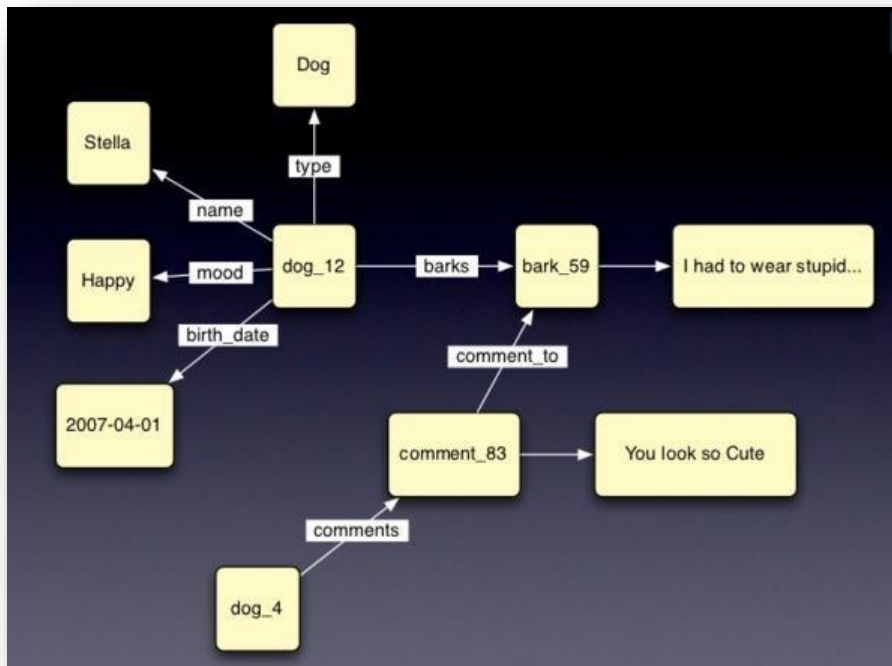 Dog
Stella
type
name
Happy
mood
dog_12
barks
bark_59
I had to wear stupid...
birth_date
comment_to
2007-04-01
comment_83
You look so Cute
comments
dog_4